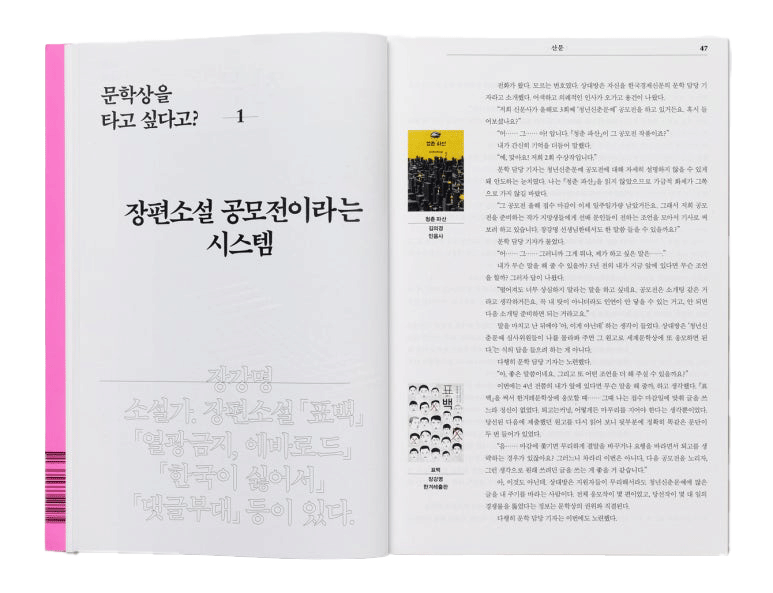 문학상을
타고 싶다고? — 1
장편소설 공모전이라는
시스템
장강명
소설가. 장편소설 「표백」
「열광금지, 에바로드」
「한국이 싫어서」
「댓글부대」 등이 있다.
산문
47
청춘 파산
청춘 파산
김의경
민음사
표백
표백
장강명
한겨레출판
전화가 왔다. 모르는 번호였다. 상대방은 자신을 한국경제신문의 문학 담당 기
자라고 소개했다. 어색하고 의례적인 인사가 오가고 용건이 나왔다.
“저희 신문사가 올해로 3회째 ‘청년신춘문예’ 공모전을 하고 있거든요. 혹시 들
어보셨나요?”
“어…… 그…… 아! 압니다. 『청춘 파산』이 그 공모전 작품이죠?”
내가 간신히 기억을 더듬어 말했다.
“예, 맞아요! 저희 2회 수상작입니다.”
문학 담당 기자는 청년신춘문예 공모전에 대해 자세히 설명하지 않을 수 있게
돼 안도하는 눈치였다. 나는 『청춘 파산』을 읽지 않았으므로 가급적 화제가 그쪽
으로 가지 않길 바랐다.
“그 공모전 올해 접수 마감이 이제 일주일가량 남았거든요. 그래서 저희 공모
전을 준비하는 작가 지망생들에게 선배 문인들이 전하는 조언을 모아서 기사로 써
보려 하고 있습니다. 장강명 선생님한테서도 한 말씀 들을 수 있을까요?”
문학 담당 기자가 물었다.
“어…… 그…… 그러니까 그게 뭐냐, 제가 하고 싶은 말은……”
내가 무슨 말을 해 줄 수 있을까? 5년 전의 내가 지금 앞에 있다면 무슨 조언
을 할까? 그러자 답이 나왔다.
“떨어져도 너무 상심하지 말라는 말을 하고 싶네요. 공모전은 소개팅 같은 거
라고 생각하거든요. 꼭 내 탓이 아니더라도 인연이 안 닿을 수 있는 거고, 안 되면
다음 소개팅 준비하면 되는 거라고요.”
말을 마치고 난 뒤에야 ‘아, 이게 아닌데’ 하는 생각이 들었다. 상대방은 ‘청년신
춘문예 심사위원들이 나를 몰라봐 주면 그 원고로 세계문학상에 또 응모하면 된
다’는 식의 답을 들으려 하는 게 아니다.
다행히 문학 담당 기자는 노련했다.
“아, 좋은 말씀이네요. 그리고 또 어떤 조언을 더 해 주실 수 있을까요?”
이번에는 4년 전쯤의 내가 앞에 있다면 무슨 말을 해 줄까, 하고 생각했다. 『표
백』을 써서 한겨레문학상에 응모할 때…… 그때 나는 접수 마감일에 맞춰 글을 쓰
느라 정신이 없었다. 퇴고는커녕, 어떻게든 마무리를 지어야 한다는 생각뿐이었다.
당선된 다음에 제출했던 원고를 다시 읽어 보니 뒷부분에 정확히 똑같은 문단이
두 번 들어가 있었다.
“음…… 마감에 쫓기면 무리하게 결말을 바꾸거나 요행을 바라면서 퇴고를 생
략하는 경우가 있잖아요? 그러느니 차라리 이번은 아니다, 다음 공모전을 노리자,
그런 생각으로 원래 쓰려던 글을 쓰는 게 좋을 거 같습니다.”
아, 이것도 아닌데. 상대방은 지원자들이 무리해서라도 청년신춘문예에 많은
글을 내 주기를 바라는 사람이다. 전체 응모작이 몇 편이었고, 당선작이 몇 대 일의
경쟁률을 뚫었다는 정보는 문학상의 권위와 직결된다.
다행히 문학 담당 기자는 이번에도 노련했다.